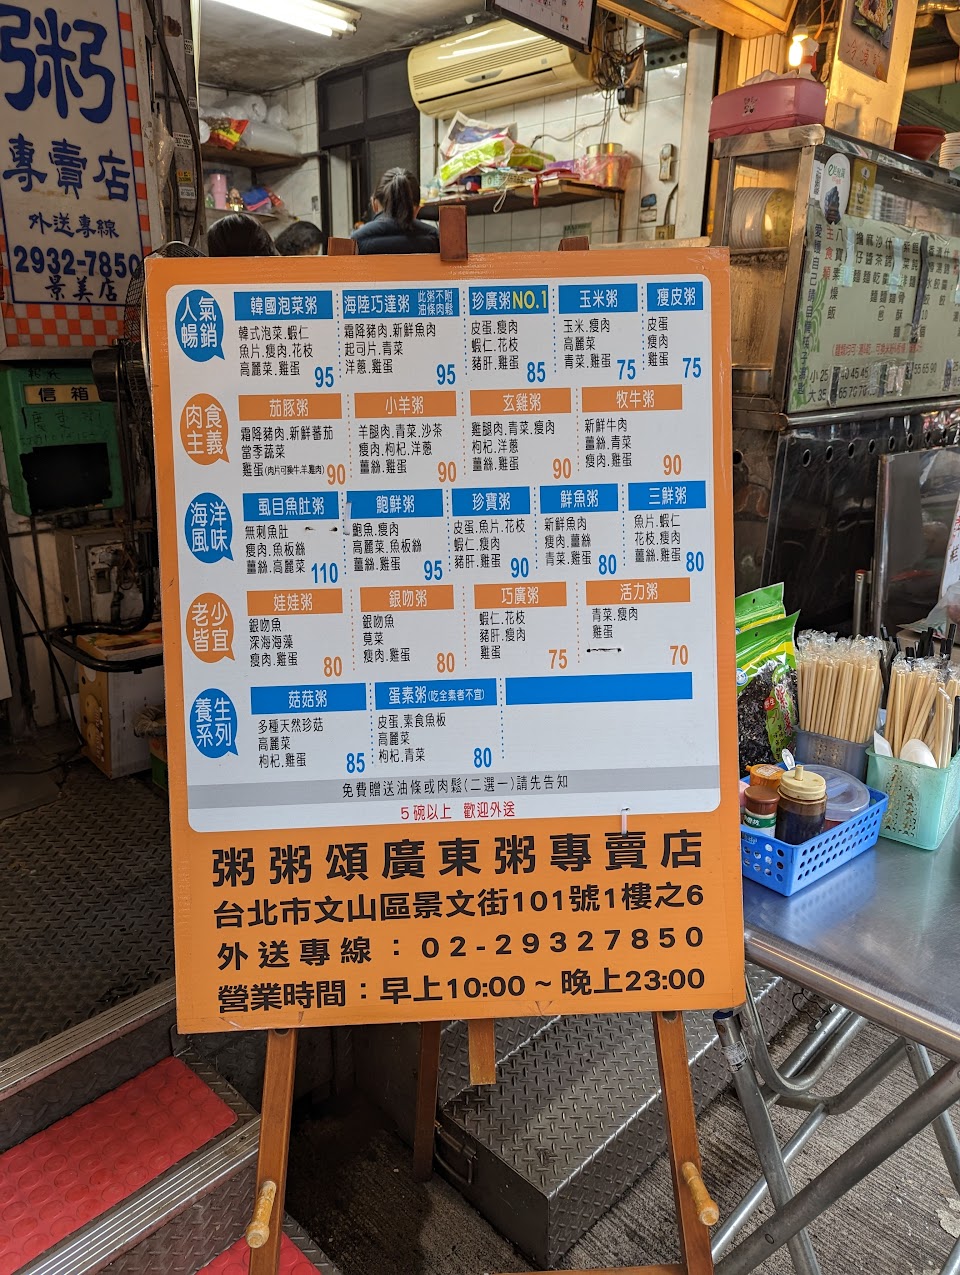 粥
專賣店
外送專線
2932-7850
景美店
信箱
人氣
暢銷
韓國泡菜粥
韓式泡菜.蝦仁
魚片.瘦肉.花枝
高麗菜.雞蛋
95
海陸巧達粥 此粥不附油條肉鬆
霜降豬肉.新鮮魚肉
起司片.青菜
洋蔥.雞蛋
95
珍廣粥NO.1
皮蛋.瘦肉
蝦仁.花枝
豬肝.雞蛋
85
玉米粥
玉米.瘦肉
高麗菜
青菜.雞蛋
75
瘦皮粥
皮蛋
瘦肉
雞蛋
75
肉食
主義
茄豚粥
霜降豬肉.新鮮蕃茄
當季蔬菜
雞蛋(肉片可換牛.羊.雞肉)
90
小羊粥
羊腿肉.青菜.沙茶
瘦肉.枸杞.洋蔥
薑絲.雞蛋
90
玄雞粥
雞腿肉.青菜.瘦肉
枸杞.洋蔥
薑絲.雞蛋
90
牧牛粥
新鮮牛肉
薑絲.青菜
瘦肉.雞蛋
90
海洋
風味
虱目魚肚粥
無刺魚肚
瘦肉.魚板絲
薑絲.高麗菜
110
鮑鮮粥
鮑魚.瘦肉
高麗菜.魚板絲
薑絲.雞蛋
95
珍寶粥
皮蛋.魚片.花枝
蝦仁.瘦肉
豬肝.雞蛋
90
鮮魚粥
新鮮魚肉
瘦肉.薑絲
青菜.雞蛋
80
三鮮粥
魚片.蝦仁
花枝.瘦肉
薑絲.雞蛋
80
老少
皆宜
娃娃粥
銀吻魚
深海海藻
瘦肉.雞蛋
80
銀吻粥
銀吻魚
莧菜
瘦肉.雞蛋
80
巧廣粥
蝦仁.花枝
豬肝.瘦肉
雞蛋
75
活力粥
青菜.瘦肉
雞蛋
70
養生
系列
菇菇粥
多種天然珍菇
高麗菜
枸杞.雞蛋
85
蛋素粥(吃全素者不宜)
皮蛋.素食魚板
高麗菜
枸杞.青菜
80
免費贈送油條或肉鬆(二選一)請先告知
5碗以上 歡迎外送
粥粥頌廣東粥專賣店
台北市文山區景文街101號1樓之6
外送專線：02-29327850
營業時間：早上10:00~晚上23:00